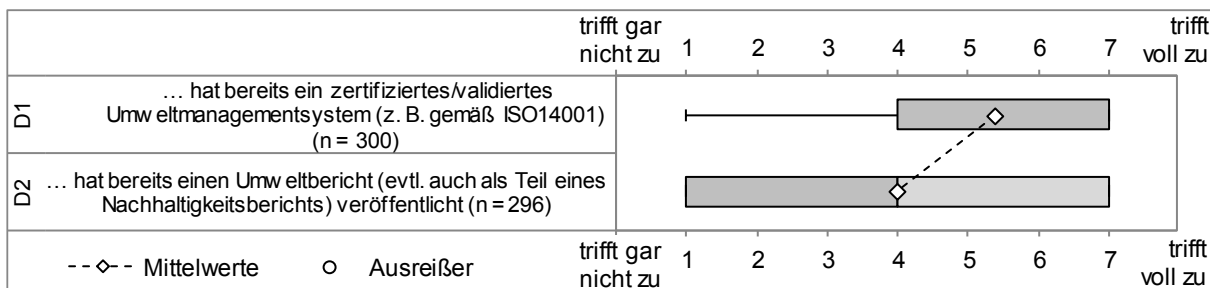 trifft gar nicht zu 1 2 3 4 5 6 7 trifft voll zu
D1
… hat bereits ein zertifiziertes/validiertes
Umweltmanagementsystem (z. B. gemäß ISO14001)
(n = 300)
D2
… hat bereits einen Umweltbericht (evtl. auch als Teil eines
Nachhaltigkeitsberichts) veröffentlicht (n = 296)
trifft gar nicht zu 1 2 3 4 5 6 7 trifft voll zu
Mittelwerte Ausreißer